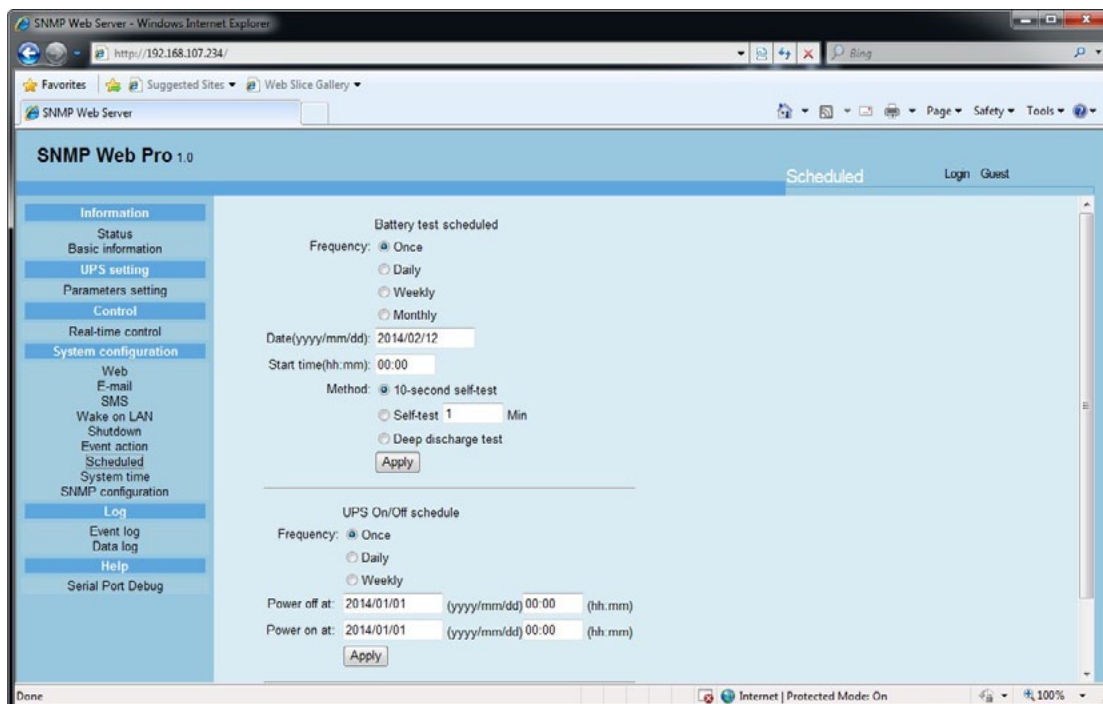 SNMP Web Server - Windows Internet Explorer
http://192.168.107.234/
Bing
Favorites Suggested Sites Web Slice Gallery
SNMP Web Server
Page Safety Tools
SNMP Web Pro 1.0
Scheduled
Login Guest
Information
Status
Basic information
UPS setting
Parameters setting
Control
Real-time control
System configuration
Web
E-mail
SMS
Wake on LAN
Shutdown
Event action
Scheduled
System time
SNMP configuration
Log
Event log
Data log
Help
Serial Port Debug
Battery test scheduled
Frequency: Once
Daily
Weekly
Monthly
Date(yyyy/mm/dd): 2014/02/12
Start time(hh:mm): 00:00
Method: 10-second self-test
Self-test 1 Min
Deep discharge test
Apply
UPS On/Off schedule
Frequency: Once
Daily
Weekly
Power off at: 2014/01/01 (yyyy/mm/dd) 00:00 (hh:mm)
Power on at: 2014/01/01 (yyyy/mm/dd) 00:00 (hh:mm)
Apply
Done
Internet | Protected Mode: On
100%